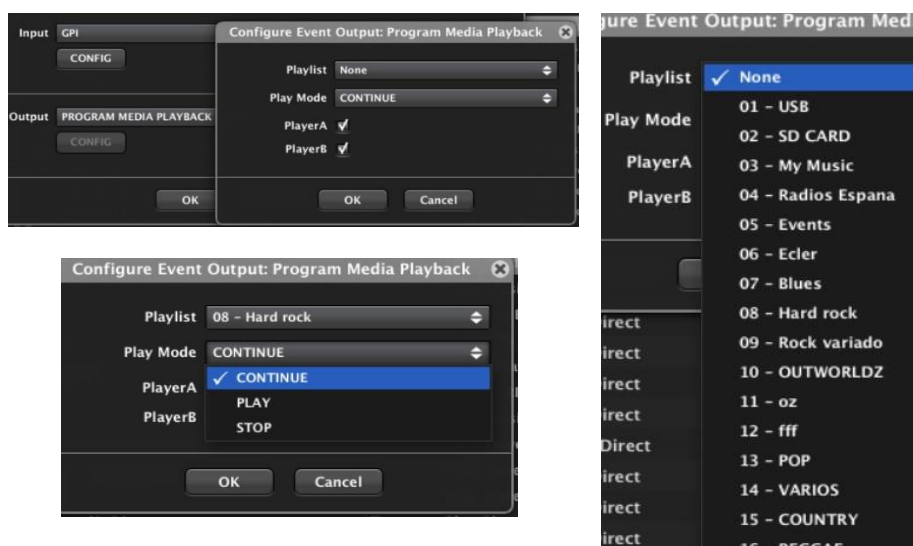 Input GPI
CONFIG
Output PROGRAM MEDIA PLAYBACK
CONFIG
OK
Configure Event Output: Program Media Playback
Playlist None
Play Mode CONTINUE
PlayerA
PlayerB
OK Cancel
Configure Event Output: Program Media Playback
Playlist 08 - Hard rock
Play Mode CONTINUE
CONTINUE
PlayerA
PLAY
PlayerB
STOP
OK Cancel
gure Event Output: Program Med
Playlist None
01 - USB
Play Mode
02 - SD CARD
PlayerA 03 - My Music
PlayerB 04 - Radios Espana
05 - Events
06 - Ecler
07 - Blues
08 - Hard rock
irect
09 - Rock variado
irect
10 - OUTWORLDZ
irect
11 - oz
irect
12 - fff
Direct
13 - POP
irect
14 - VARIOS
irect
15 - COUNTRY
irect